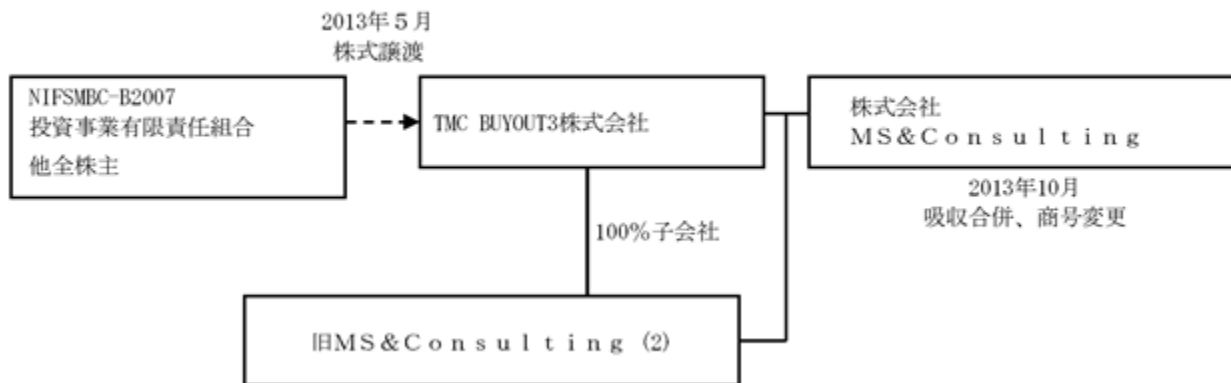 2013年５月
株式譲渡
NIFSMBC-B2007
投資事業有限責任組合
他全株主
TMC BUYOUT3株式会社
株式会社
ＭＳ＆Ｃｏｎｓｕｌｔｉｎｇ
2013年10月
吸収合併、商号変更
100％子会社
旧ＭＳ＆Ｃｏｎｓｕｌｔｉｎｇ (2)